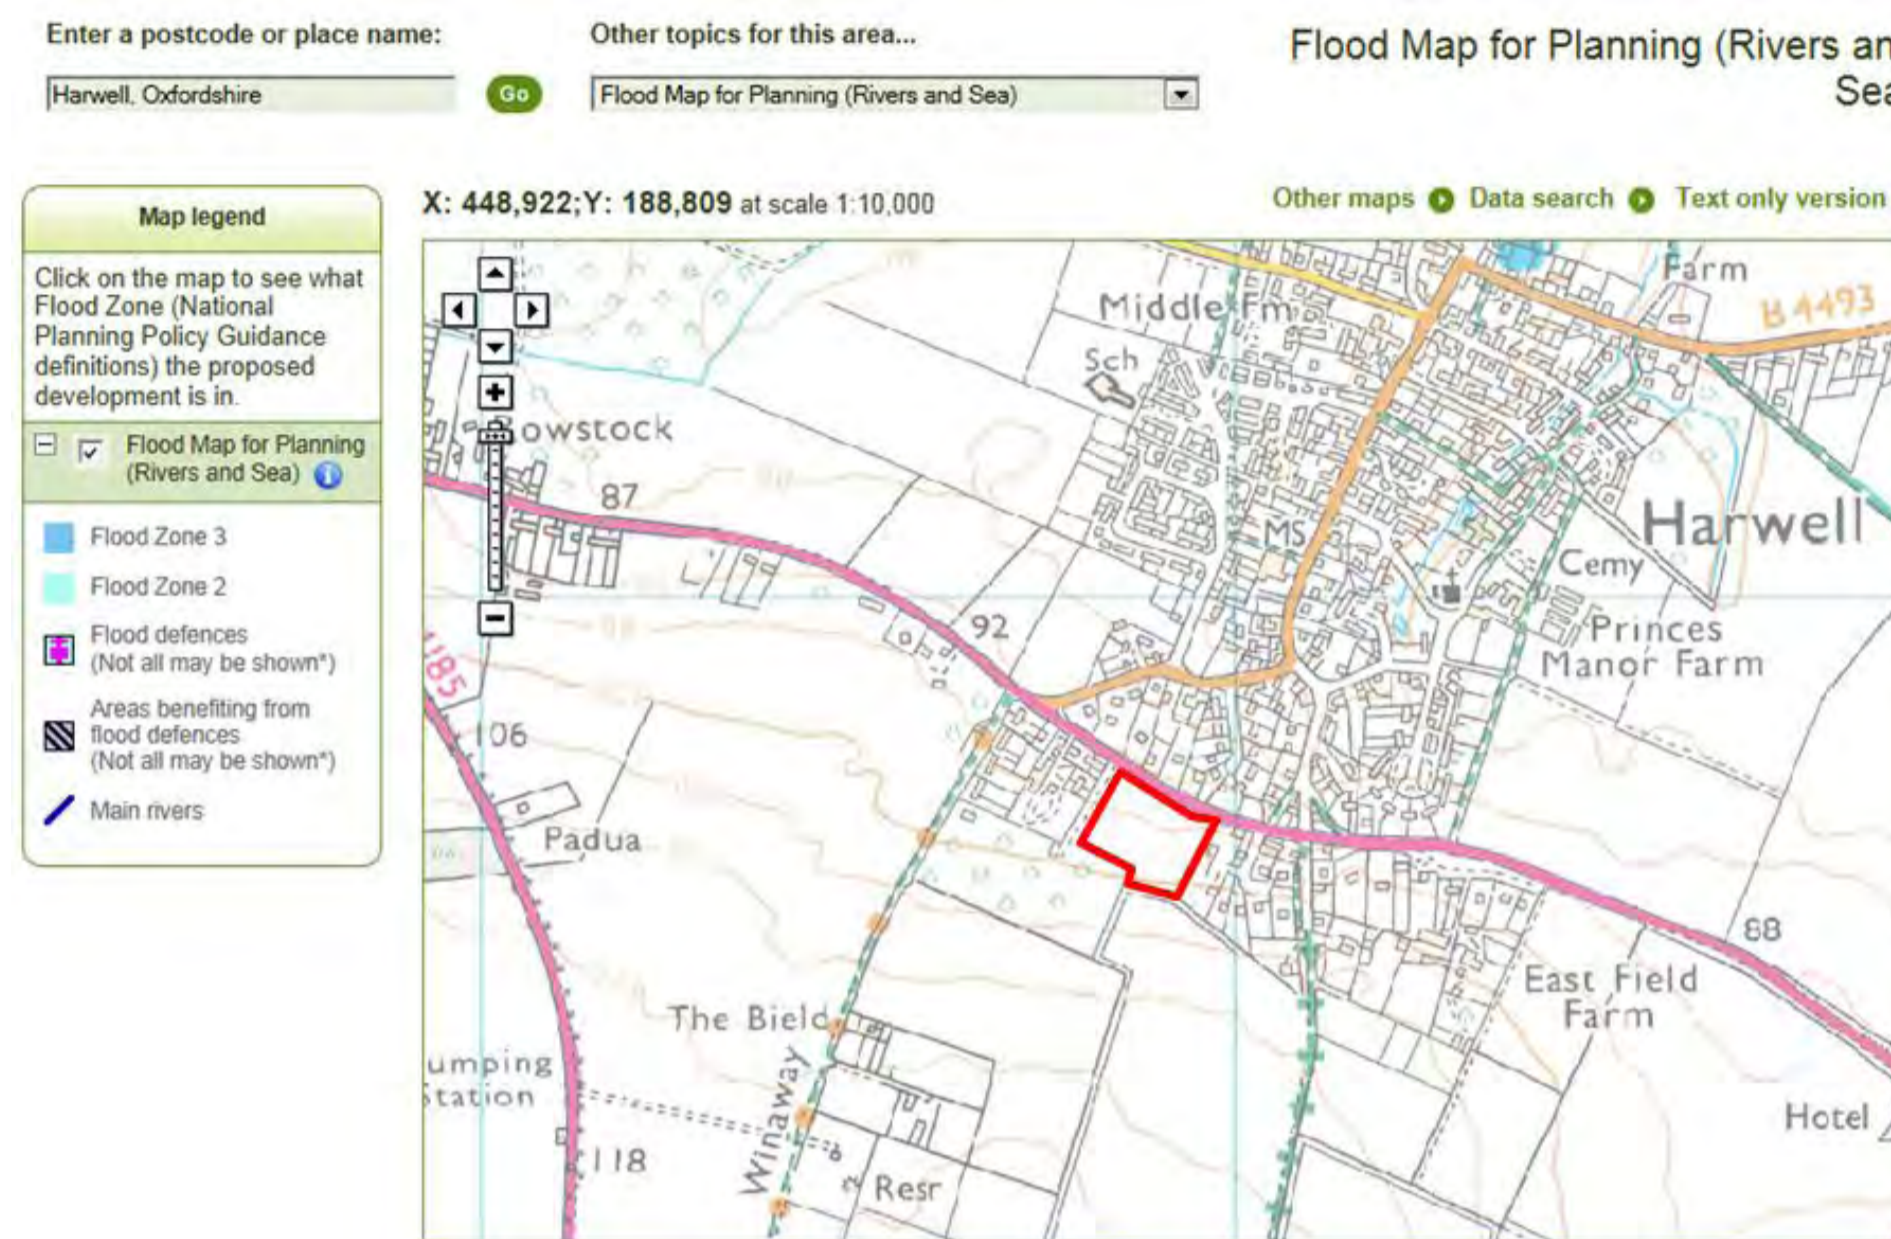 Enter a postcode or place name:
Other topics for this area...
Flood Map for Planning (Rivers an
Sea
Harwell, Oxfordshire
Go
Flood Map for Planning (Rivers and Sea)
Map legend
Click on the map to see what
Flood Zone (National
Planning Policy Guidance
definitions) the proposed
development is in.
Flood Map for Planning
(Rivers and Sea)
Flood Zone 3
Flood Zone 2
Flood defences
(Not all may be shown*)
Areas benefiting from
flood defences
(Not all may be shown*)
Main rivers
X: 448,922;Y: 188,809 at scale 1:10,000
Other maps
Data search
Text only version
Farm
B 4493
Middle Fm
Sch
owstock
87
MS
Harwell
Cemy
92
Princes
Manor Farm
185
106
Padua
88
East Field
Farm
The Bield
umping
tation
Winaway
Hotel
118
Resr